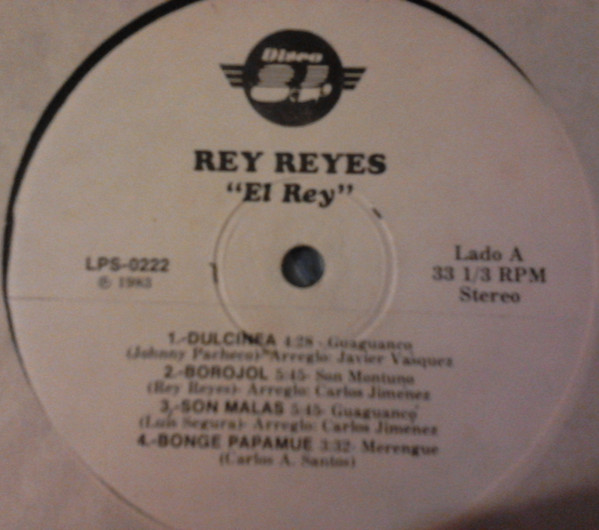 Disco
REY REYES
"El Rey"
LPS-0222
℗ 1983
Lado A
33 1/3 RPM
Stereo
1.-DULCINEA 4:28 - Guaguanco
(Johnny Pacheco)- Arreglo: Javier Vasquez
2.-BOROJOL 5:45- Son Montuno
(Rey Reyes)- Arreglo: Carlos Jimenez
3.-SON MALAS 5:45- Guaguanco
(Luis Segura)- Arreglo: Carlos Jimenez
4.-BONGE PAPAMUE 3:32- Merengue
(Carlos A. Santos)